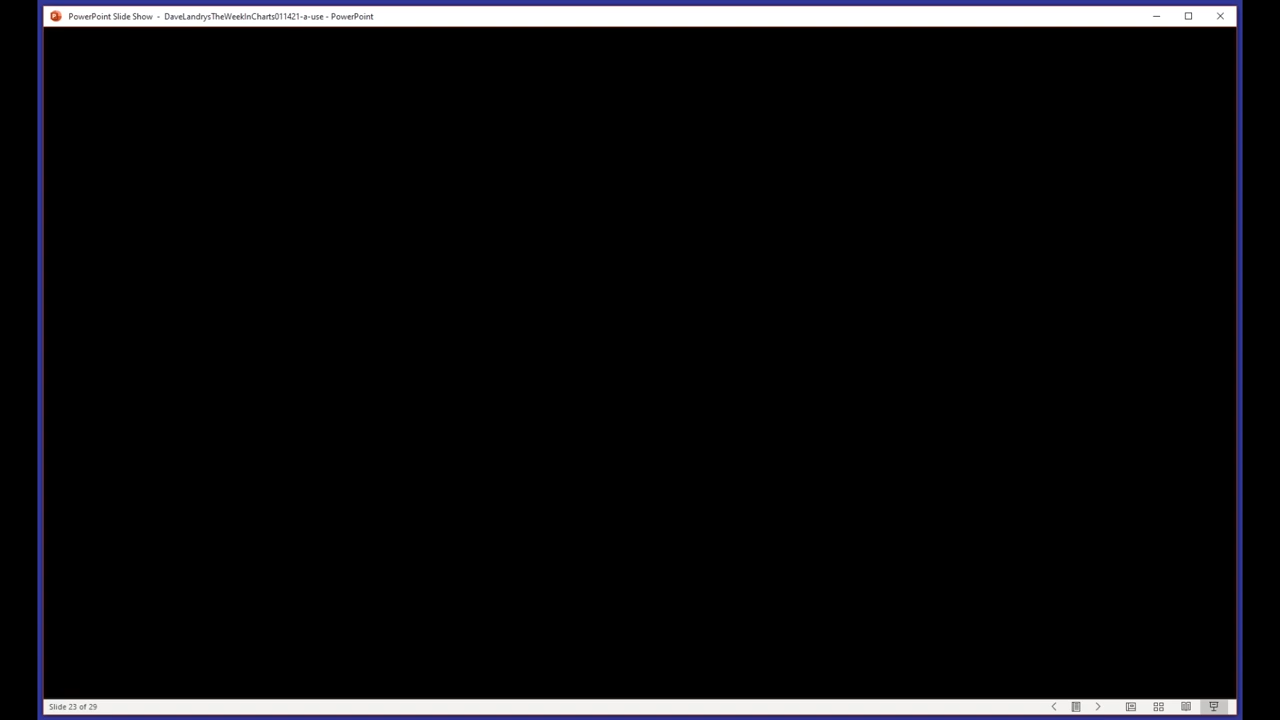 PowerPoint Slide Show - DaveLandrysTheWeekInCharts011421-a-use - PowerPoint
Slide 23 of 29